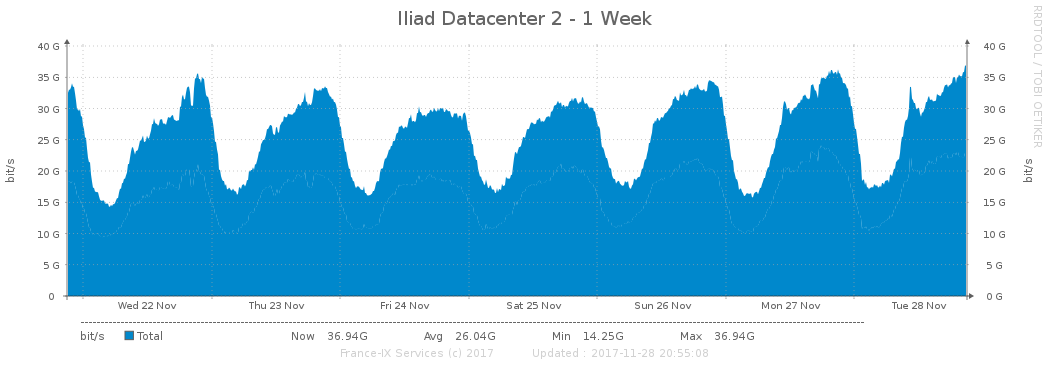 Iliad Datacenter 2 - 1 Week
RRDTOOL / TOBI OETIKER
40 G 40 G
35 G 35 G
30 G 30 G
25 G 25 G
20 G 20 G
15 G 15 G
10 G 10 G
5 G 5 G
0 0 G
bit/s bit/s
Wed 22 Nov Thu 23 Nov Fri 24 Nov Sat 25 Nov Sun 26 Nov Mon 27 Nov Tue 28 Nov
bit/s Total Now 36.94G Avg 26.04G Min 14.25G Max 36.94G
France-IX Services (c) 2017 Updated : 2017-11-28 20:55:08